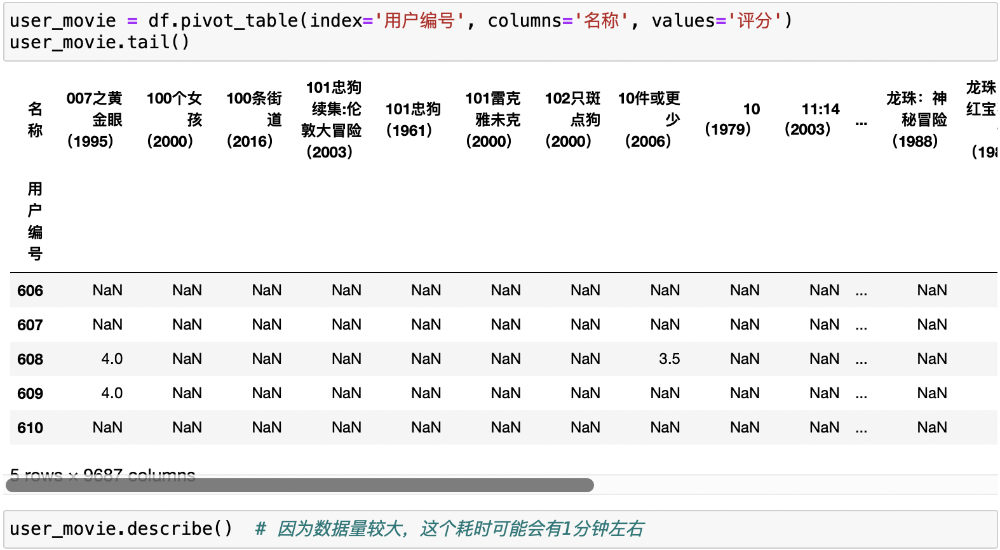 user_movie = df.pivot_table(index='用户编号', columns='名称', values='评分')
user_movie.tail()
名称 007之黄金眼（1995） 100个女孩（2000） 100条街道（2016） 101忠狗续集:伦敦大冒险（2003） 101忠狗（1961） 101雷克雅未克（2000） 102只斑点狗（2000） 10件或更少（2006） 10（1979） 11:14（2003） ... 龙珠：神秘冒险（1988） 龙珠 红宝 （198
用户编号
606 NaN NaN NaN NaN NaN NaN NaN NaN NaN NaN ... NaN
607 NaN NaN NaN NaN NaN NaN NaN NaN NaN NaN ... NaN
608 4.0 NaN NaN NaN NaN NaN NaN 3.5 NaN NaN ... NaN
609 4.0 NaN NaN NaN NaN NaN NaN NaN NaN NaN ... NaN
610 NaN NaN NaN NaN NaN NaN NaN NaN NaN NaN ... NaN
5 rows × 9687 columns
user_movie.describe()  # 因为数据量较大，这个耗时可能会有1分钟左右